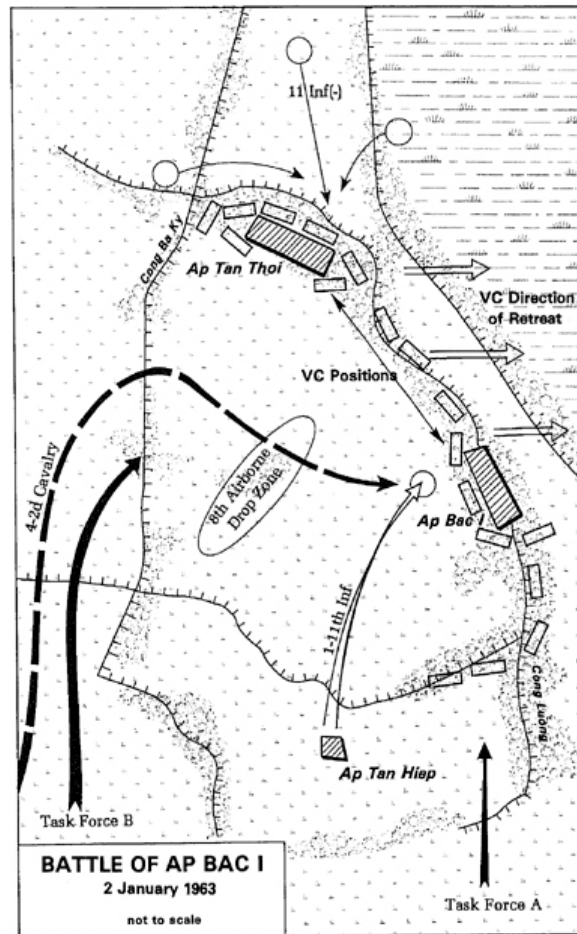 11 Inf(-)
Cong Ba Ky
Ap Tan Thoi
VC Direction
of Retreat
VC Positions
4-2d Cavalry
8th Airborne
Drop Zone
Ap Bac I
1-11th Inf
Cong Luong
Ap Tan Hiep
Task Force B
Task Force A
BATTLE OF AP BAC I
2 January 1963
not to scale